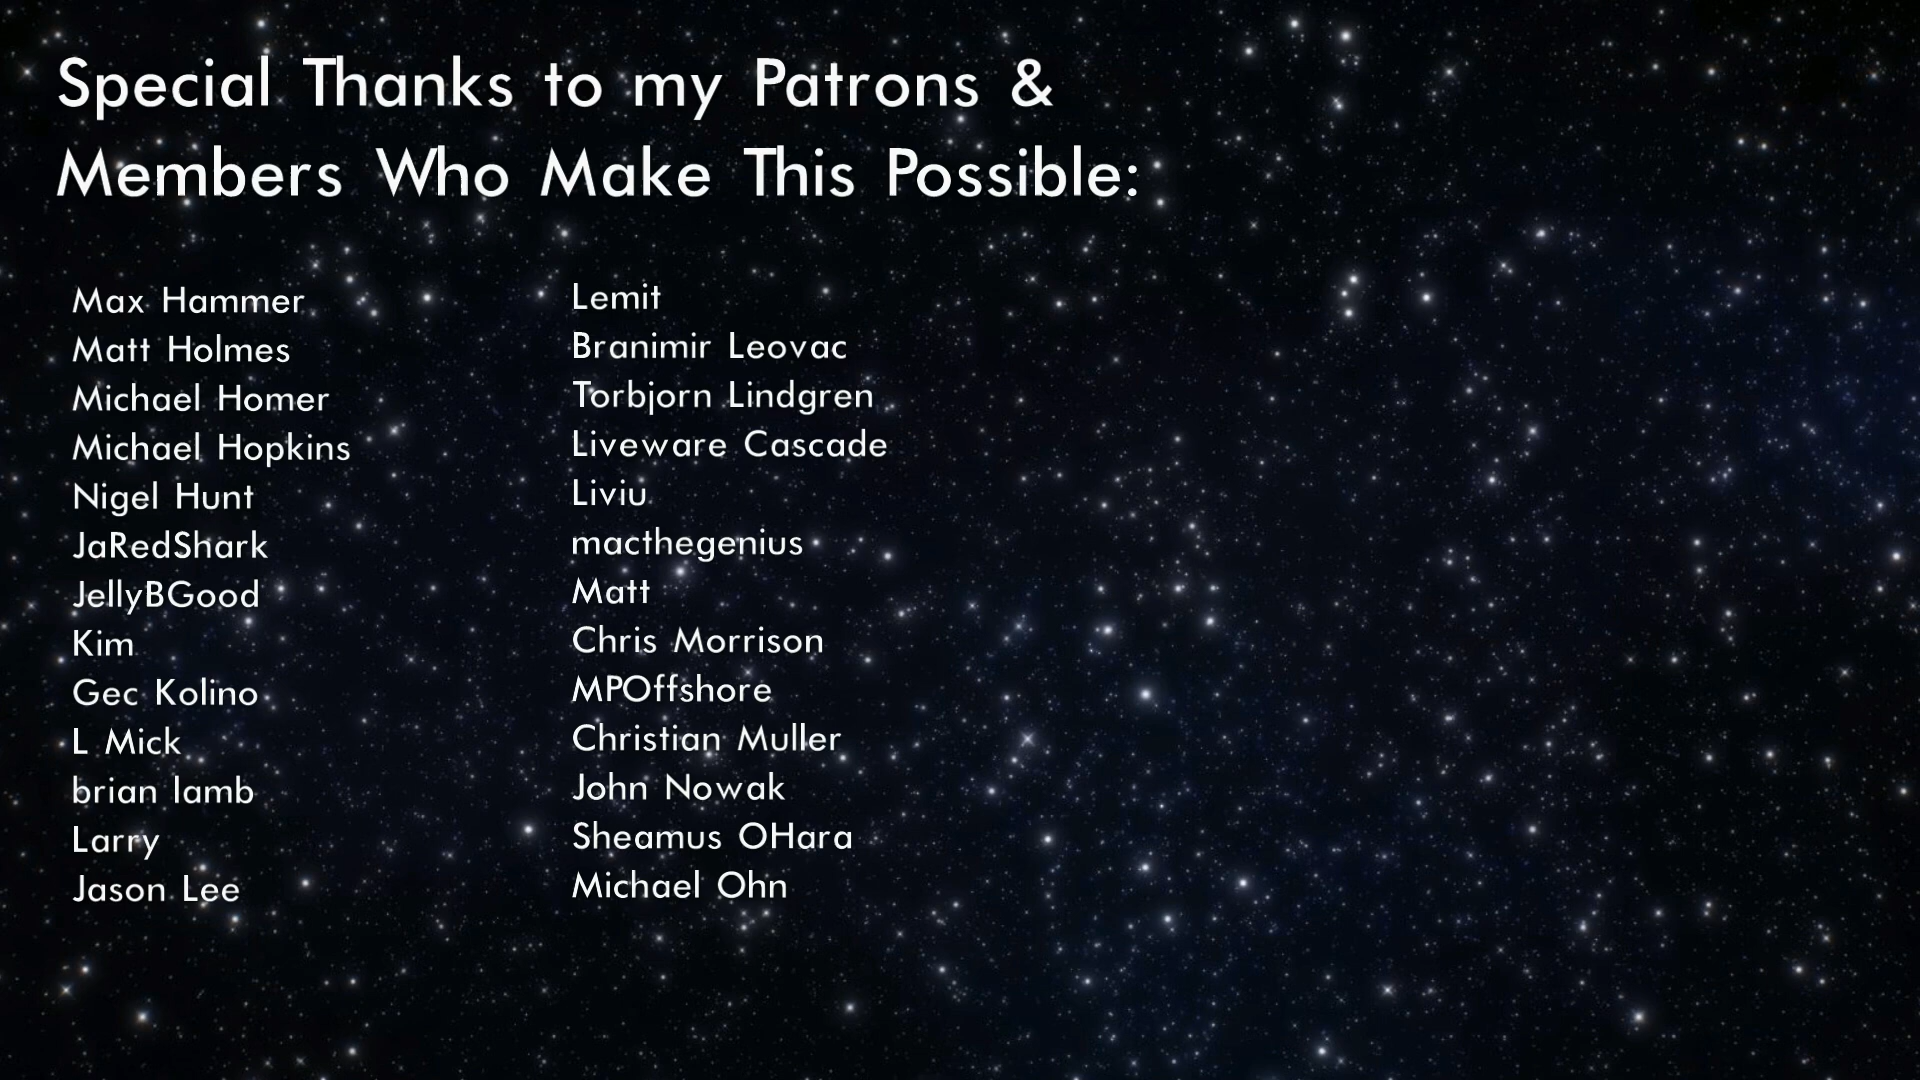 Special Thanks to my Patrons &
Members Who Make This Possible:
Max Hammer
Matt Holmes
Michael Homer
Michael Hopkins
Nigel Hunt
JaRedShark
JellyBGood
Kim
Gec Kolino
L Mick
brian lamb
Larry
Jason Lee
Lemit
Branimir Leovac
Torbjorn Lindgren
Liveware Cascade
Liviu
macthegenius
Matt
Chris Morrison
MPOffshore
Christian Muller
John Nowak
Sheamus OHara
Michael Ohn